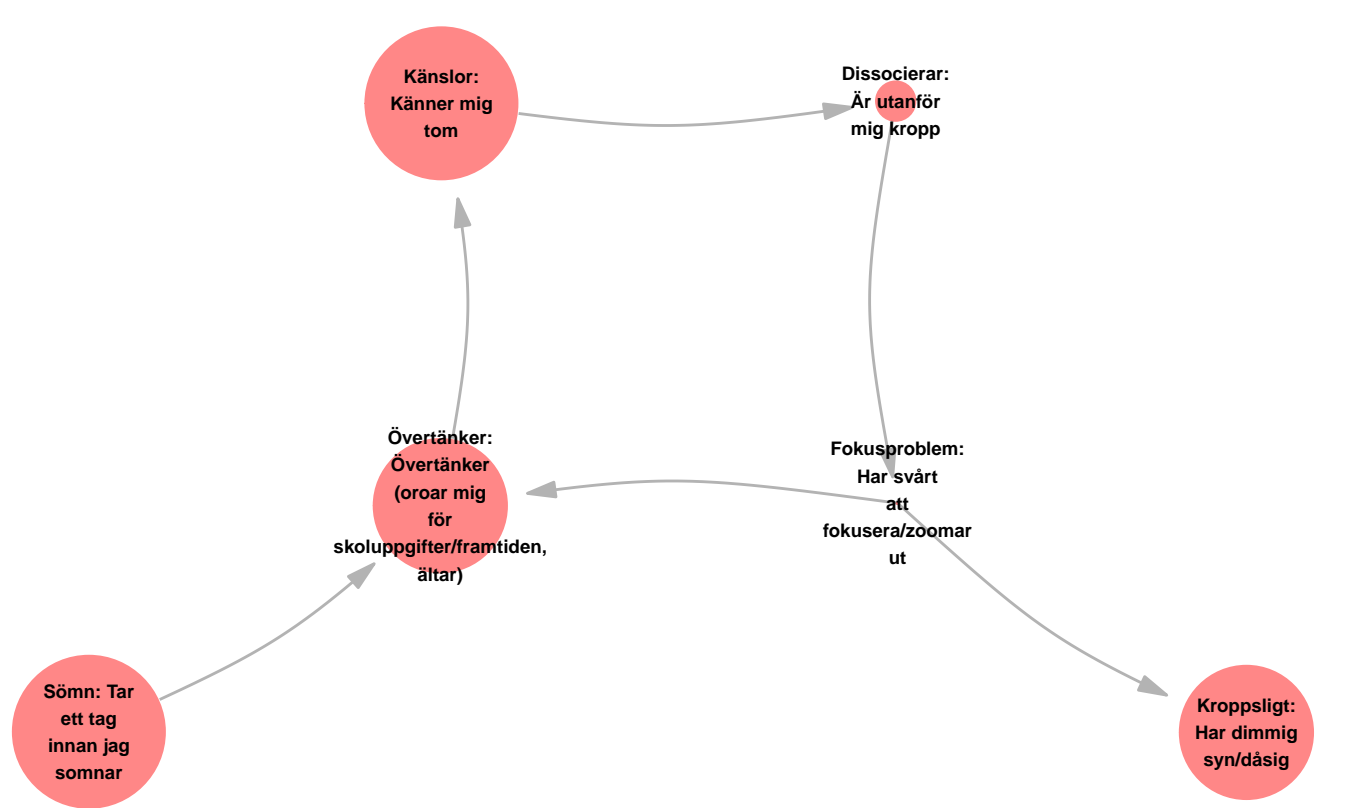 Känslor:
Känner mig
tom
Dissocierar:
Är utanför
mig kropp
Övertänker:
Övertänker
(oroar mig
för
skoluppgifter/framtiden,
ältar)
Fokusproblem:
Har svårt
att
fokusera/zoomar
ut
Sömn: Tar
ett tag
innan jag
somnar
Kroppsligt:
Har dimmig
syn/dåsig